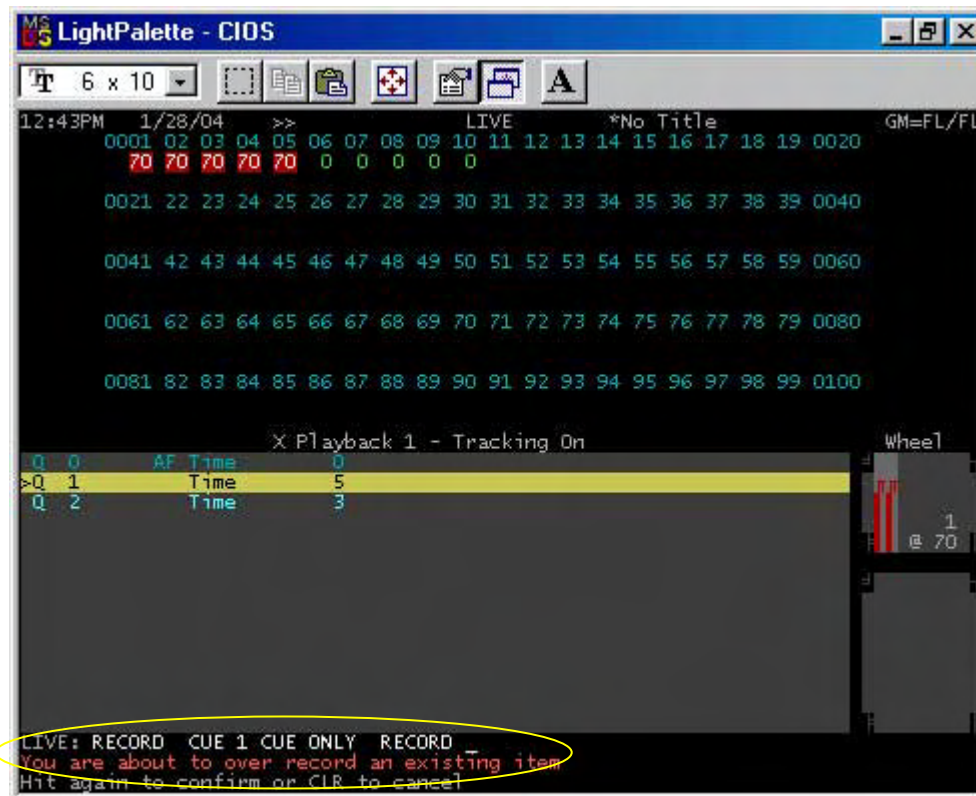 MS DOS LightPalette - CIOS
Tr 6 x 10 A
12:43PM 1/28/04 >> LIVE *No Title GM=FL/FL
0001 02 03 04 05 06 07 08 09 10 11 12 13 14 15 16 17 18 19 0020
70 70 70 70 70 0 0 0 0 0
0021 22 23 24 25 26 27 28 29 30 31 32 33 34 35 36 37 38 39 0040
0041 42 43 44 45 46 47 48 49 50 51 52 53 54 55 56 57 58 59 0060
0061 62 63 64 65 66 67 68 69 70 71 72 73 74 75 76 77 78 79 0080
0081 82 83 84 85 86 87 88 89 90 91 92 93 94 95 96 97 98 99 0100
X Playback 1 - Tracking On Wheel
Q 0 AF Time 0
>Q 1 Time 5
Q 2 Time 3
1
@ 70
LIVE: RECORD CUE 1 CUE ONLY RECORD _
You are about to over record an existing item
Hit again to confirm or CLR to cancel